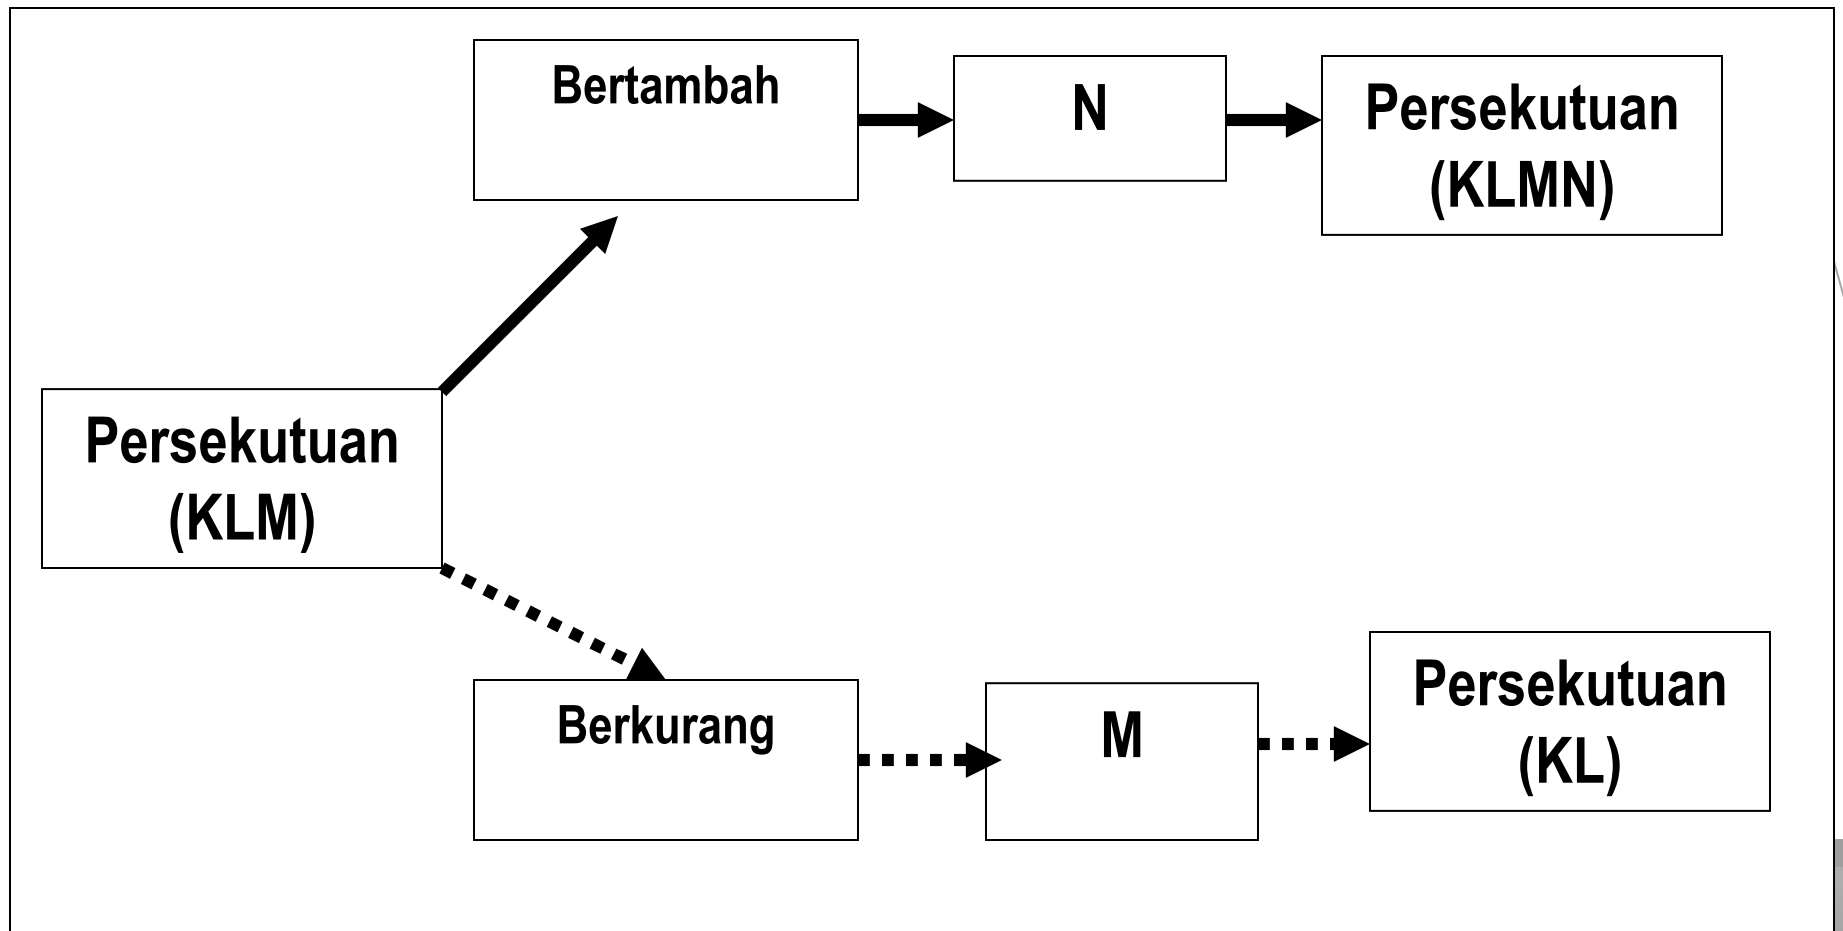 Bertambah
N
Persekutuan
(KLMN)
Persekutuan
(KLM)
Berkurang
M
Persekutuan
(KL)